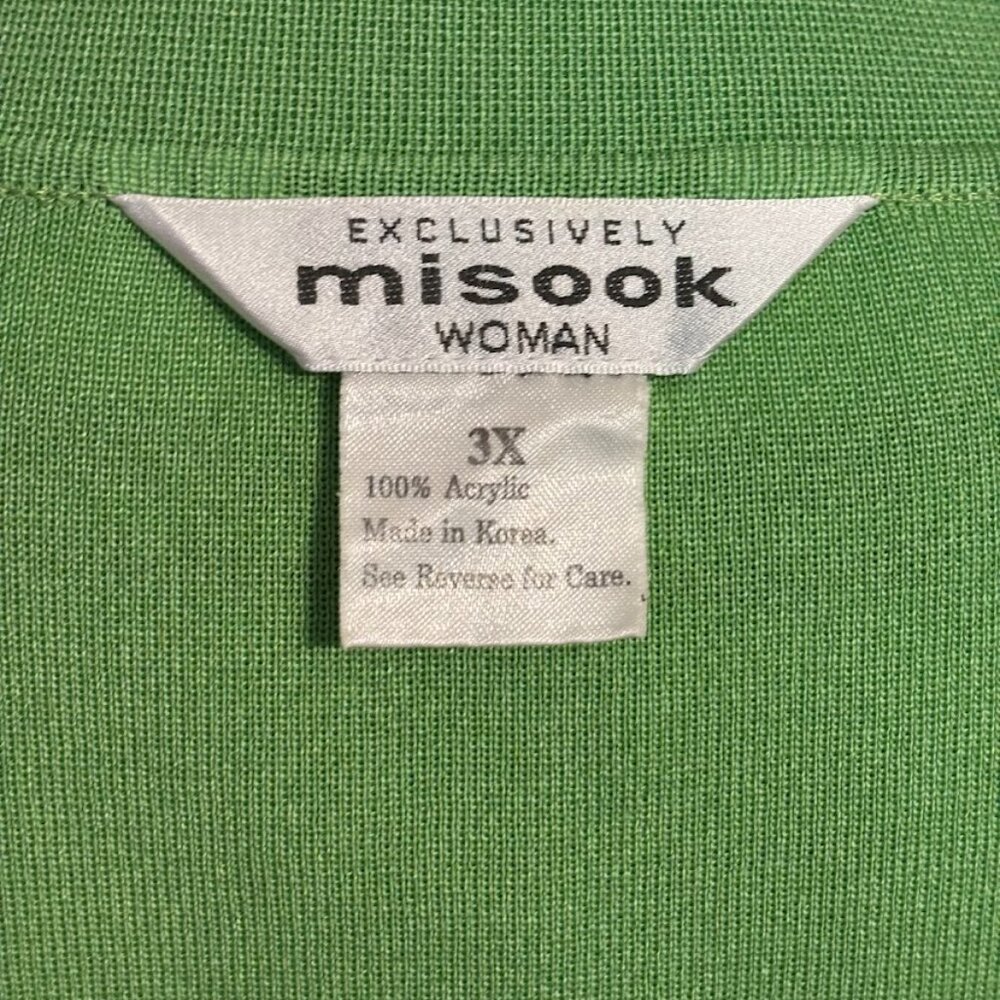 EXCLUSIVELY
misook
WOMAN
3X
100% Acrylic
Made in Korea.
See Reverse for Care.